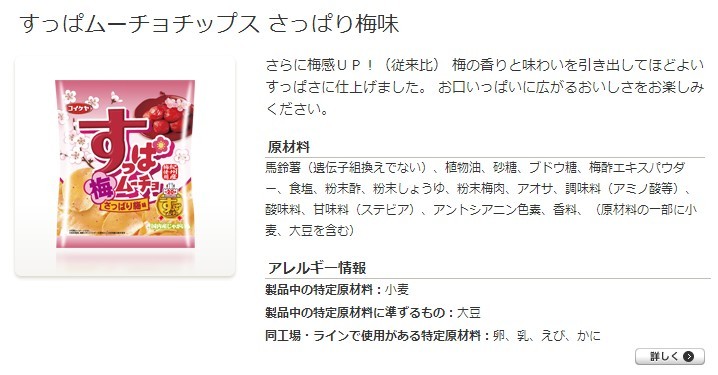 すっぱムーチョチップス さっぱり梅味
さらに梅感ＵＰ！（従来比） 梅の香りと味わいを引き出してほどよい
すっぱさに仕上げました。 お口いっぱいに広がるおいしさをお楽しみ
ください。
コイケヤ
すっぱ
梅
ムーチョ
さっぱり梅味
原材料
馬鈴薯（遺伝子組換えでない）、植物油、砂糖、ブドウ糖、梅酢エキスパウダ
ー、食塩、粉末酢、粉末しょうゆ、粉末梅肉、アオサ、調味料（アミノ酸等）、
酸味料、甘味料（ステビア）、アントシアニン色素、香料、（原材料の一部に小
麦、大豆を含む）
アレルギー情報
製品中の特定原材料：小麦
製品中の特定原材料に準ずるもの：大豆
同工場・ラインで使用がある特定原材料：卵、乳、えび、かに
詳しく